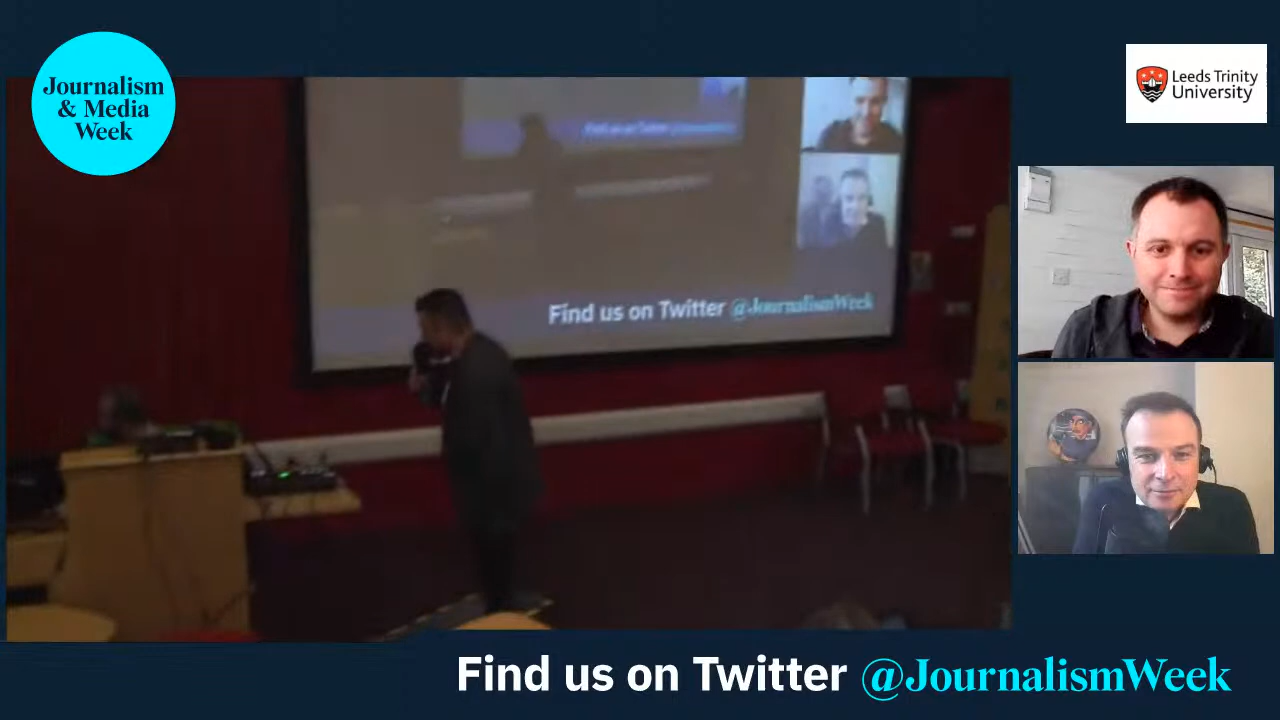 Journalism
& Media
Week
Leeds Trinity
University
Find us on Twitter @JournalismWeek
Find us on Twitter @JournalismWeek